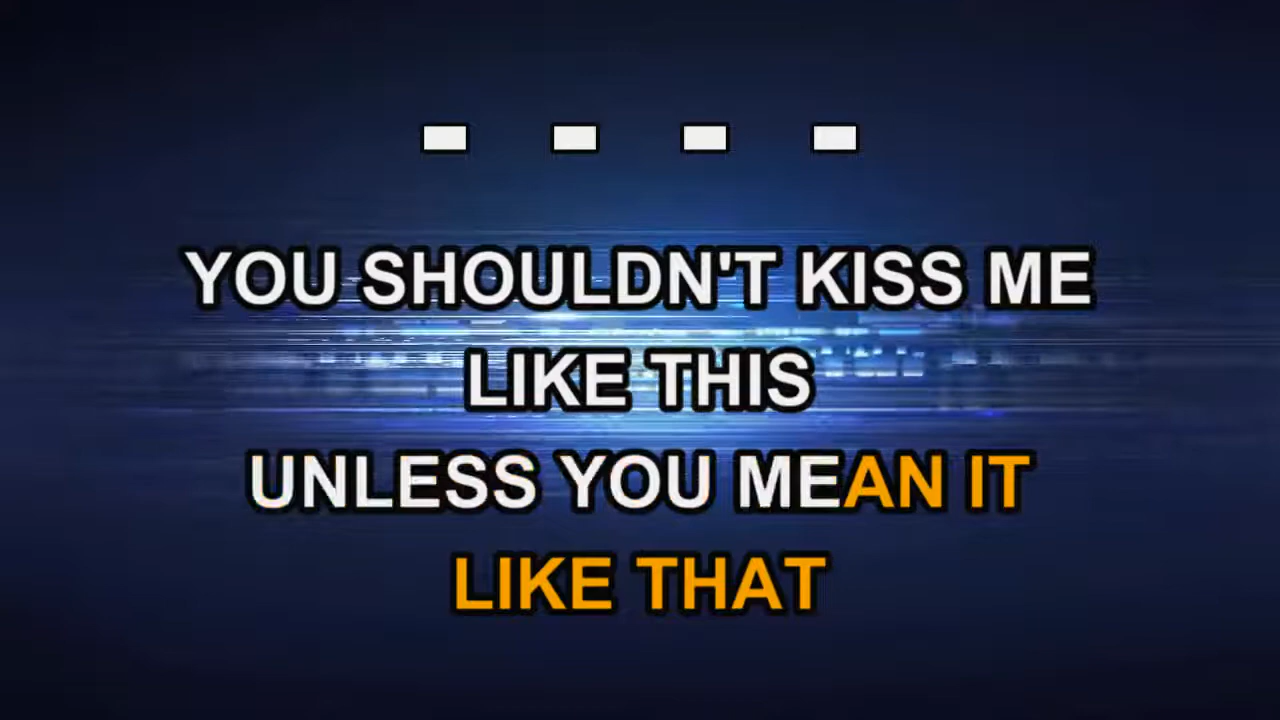 - - - -
YOU SHOULDN'T KISS ME
LIKE THIS
UNLESS YOU MEAN IT
LIKE THAT